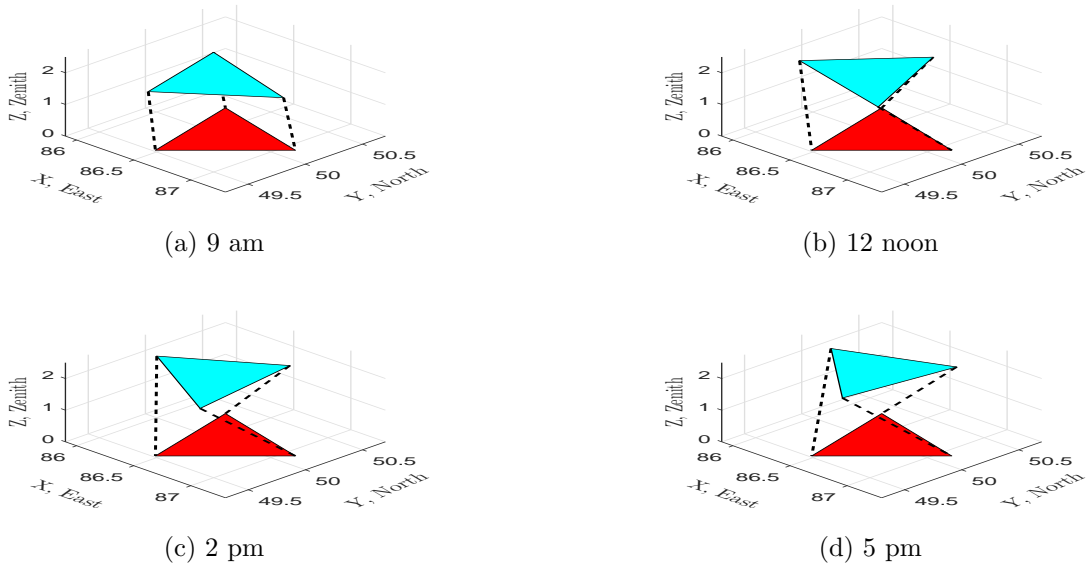 Z, Zenith
2
1
0
86
86.5
87
X, East
49.5
50
50.5
Y, North
(a) 9 am
Z, Zenith
2
1
0
86
86.5
87
X, East
49.5
50
50.5
Y, North
(b) 12 noon
Z, Zenith
2
1
0
86
86.5
87
X, East
49.5
50
50.5
Y, North
(c) 2 pm
Z, Zenith
2
1
0
86
86.5
87
X, East
49.5
50
50.5
Y, North
(d) 5 pm